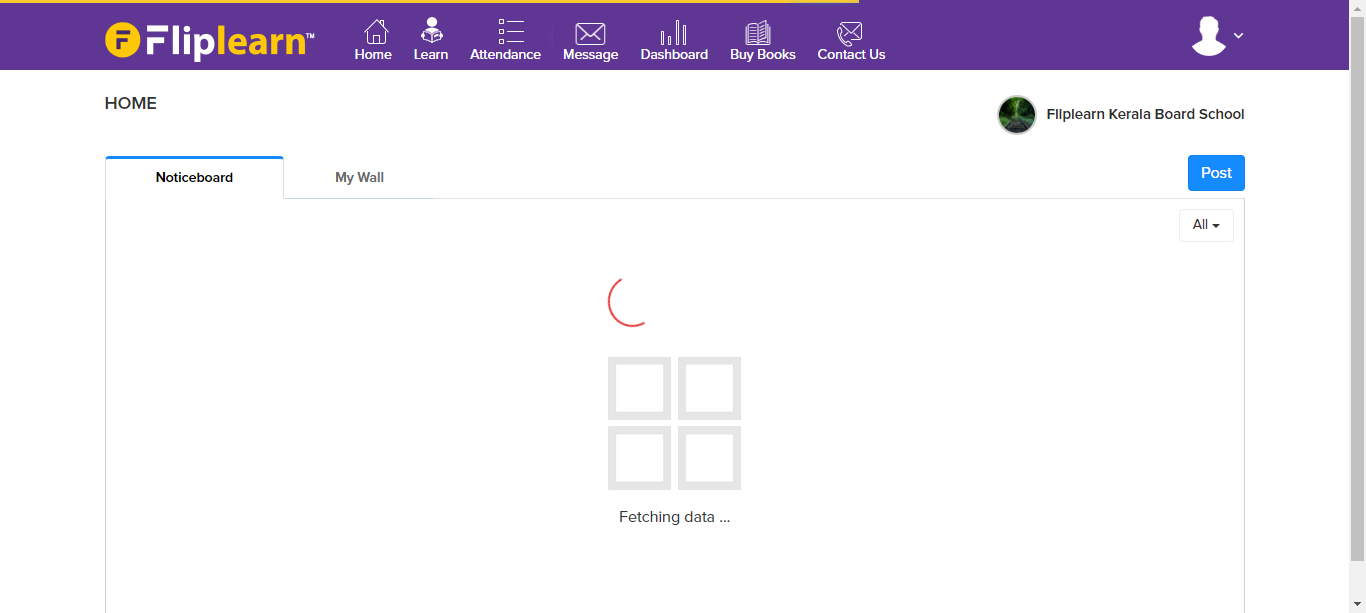 Fliplearn™
Home Learn Attendance Message Dashboard Buy Books Contact Us
HOME
Fliplearn Kerala Board School
Noticeboard My Wall
Post
All
Fetching data ...